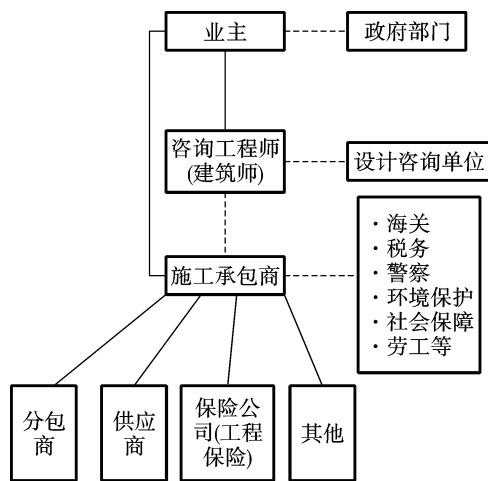 业主
政府部门
咨询工程师
(建筑师)
设计咨询单位
施工承包商
·海关
·税务
·警察
·环境保护
·社会保障
·劳工等
分包
商
供应
商
保险公
司(工程
保险)
其他